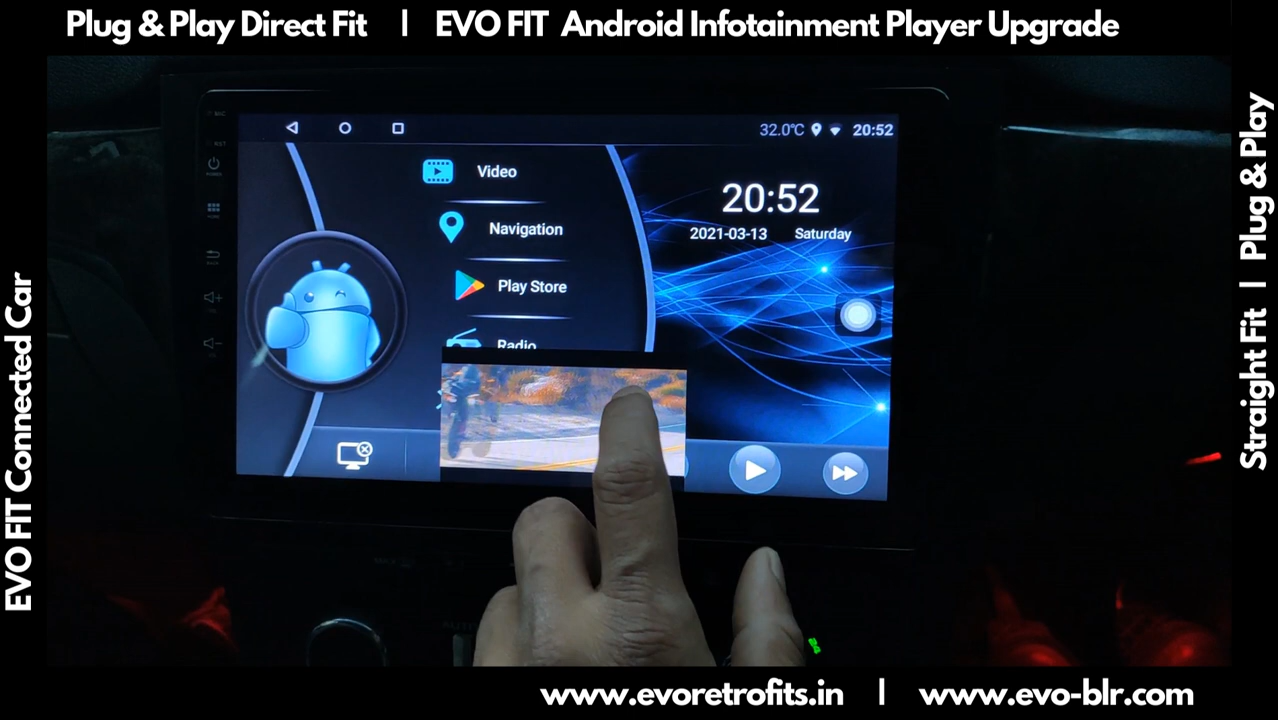 Plug & Play Direct Fit | EVO FIT Android Infotainment Player Upgrade
EVO FIT Connected Car
32.0°C 20:52
Video
Navigation
Play Store
Radio
20:52
2021-03-13 Saturday
Straight Fit | Plug & Play
www.evoretrofits.in | www.evo-blr.com